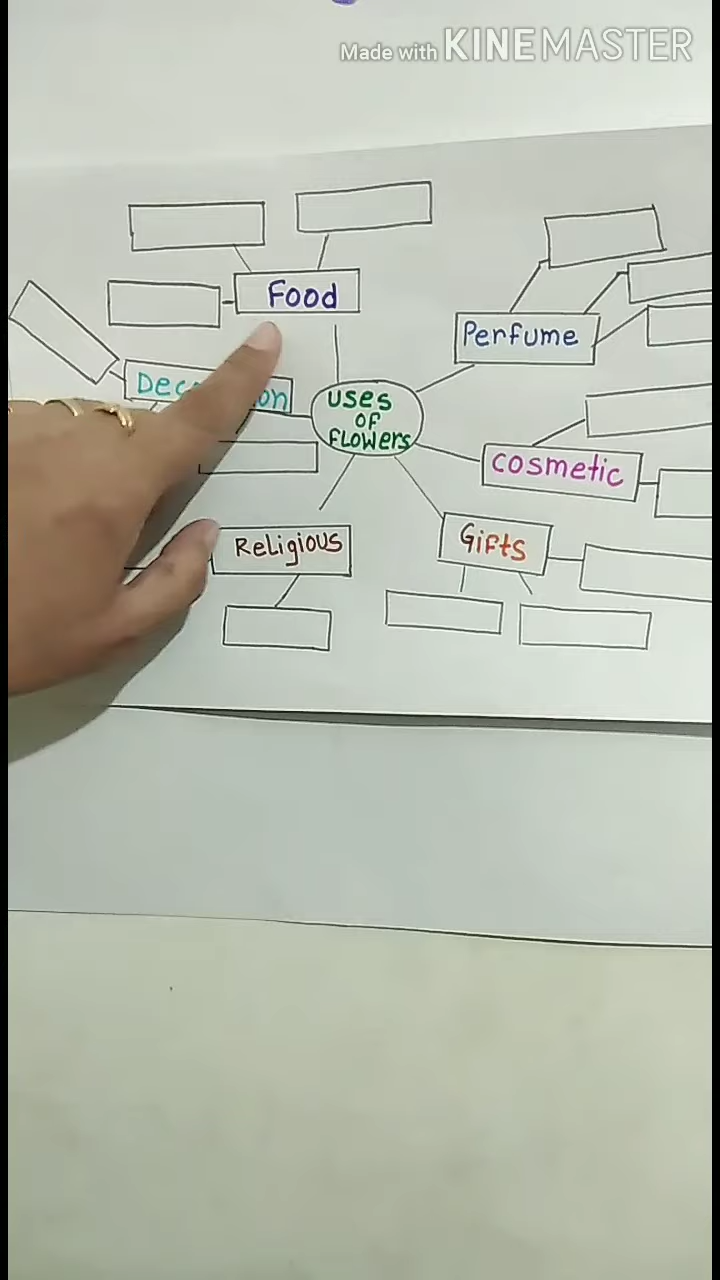 Made with KINEMASTER
Food
Perfume
uses
OF
FLOWERS
cosmetic
Religious
Gifts